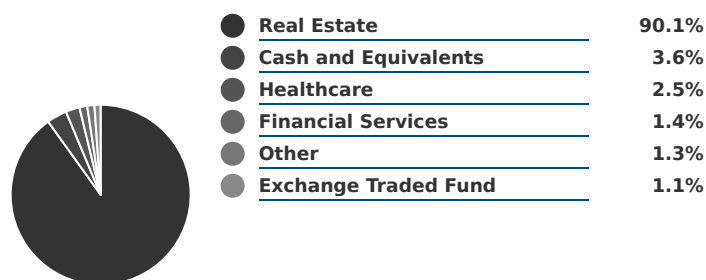 Real Estate 90.1%
Cash and Equivalents 3.6%
Healthcare 2.5%
Financial Services 1.4%
Other 1.3%
Exchange Traded Fund 1.1%